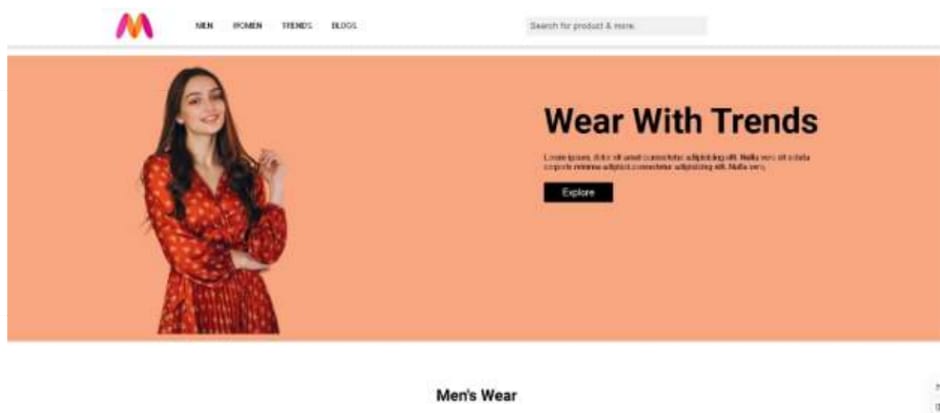 MEN WOMEN TRENDS BLOGS
Search for product & more.
Wear With Trends
Lorem ipsum, dolor sit amet consectetur adipisicing elit. Nulla vero sit soluta
corporis minima adipisci consectetur adipisicing elit. Nulla vero,
Explore
Men's Wear